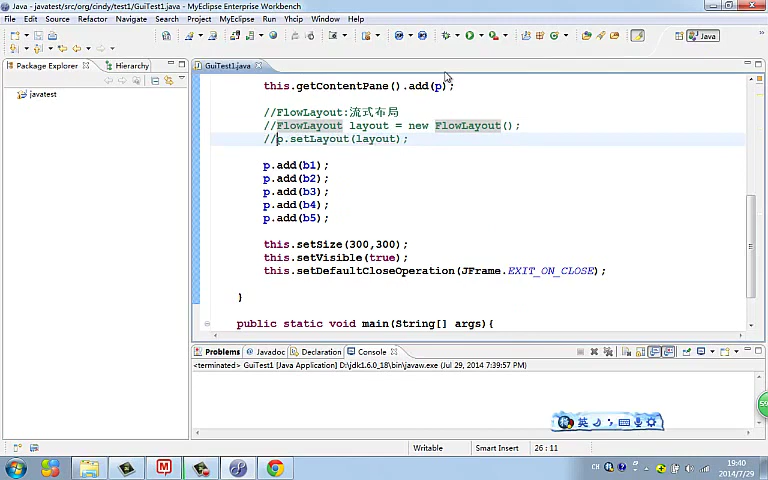 Java - javatest/src/org/cindy/test1/GuiTest1.java - MyEclipse Enterprise Workbench
File Edit Source Refactor Navigate Search Project MyEclipse Run YXcjp Window Help
Java
Package Explorer Hierarchy
GuiTest1.java
javatest
this.getContentPane().add(p);
//FlowLayout:流式布局
//FlowLayout layout = new FlowLayout();
//p.setLayout(layout);
p.add(b1);
p.add(b2);
p.add(b3);
p.add(b4);
p.add(b5);
this.setSize(300,300);
this.setVisible(true);
this.setDefaultCloseOperation(JFrame.EXIT_ON_CLOSE);
}
public static void main(String[] args){
Problems Javadoc Declaration Console
<terminated> GuiTest1 [Java Application] D:\jdk1.6.0_18\bin\javaw.exe (Jul 29, 2014 7:39:57 PM)
英
Writable Smart Insert 26 : 11
CH
19:40
2014/7/29